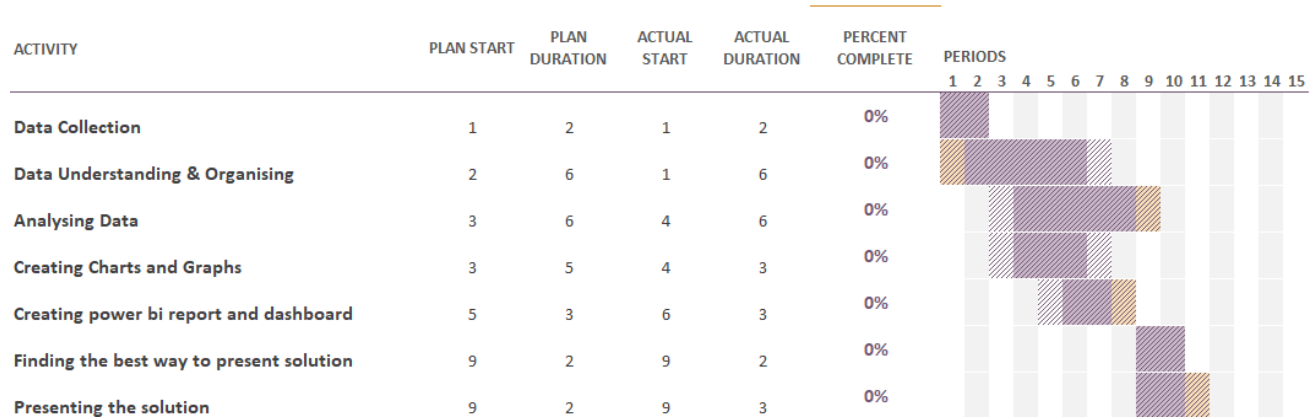 ACTIVITY PLAN START PLAN DURATION ACTUAL START ACTUAL DURATION PERCENT COMPLETE PERIODS
1 2 3 4 5 6 7 8 9 10 11 12 13 14 15
Data Collection 1 2 1 2 0%
Data Understanding & Organising 2 6 1 6 0%
Analysing Data 3 6 4 6 0%
Creating Charts and Graphs 3 5 4 3 0%
Creating power bi report and dashboard 5 3 6 3 0%
Finding the best way to present solution 9 2 9 2 0%
Presenting the solution 9 2 9 3 0%